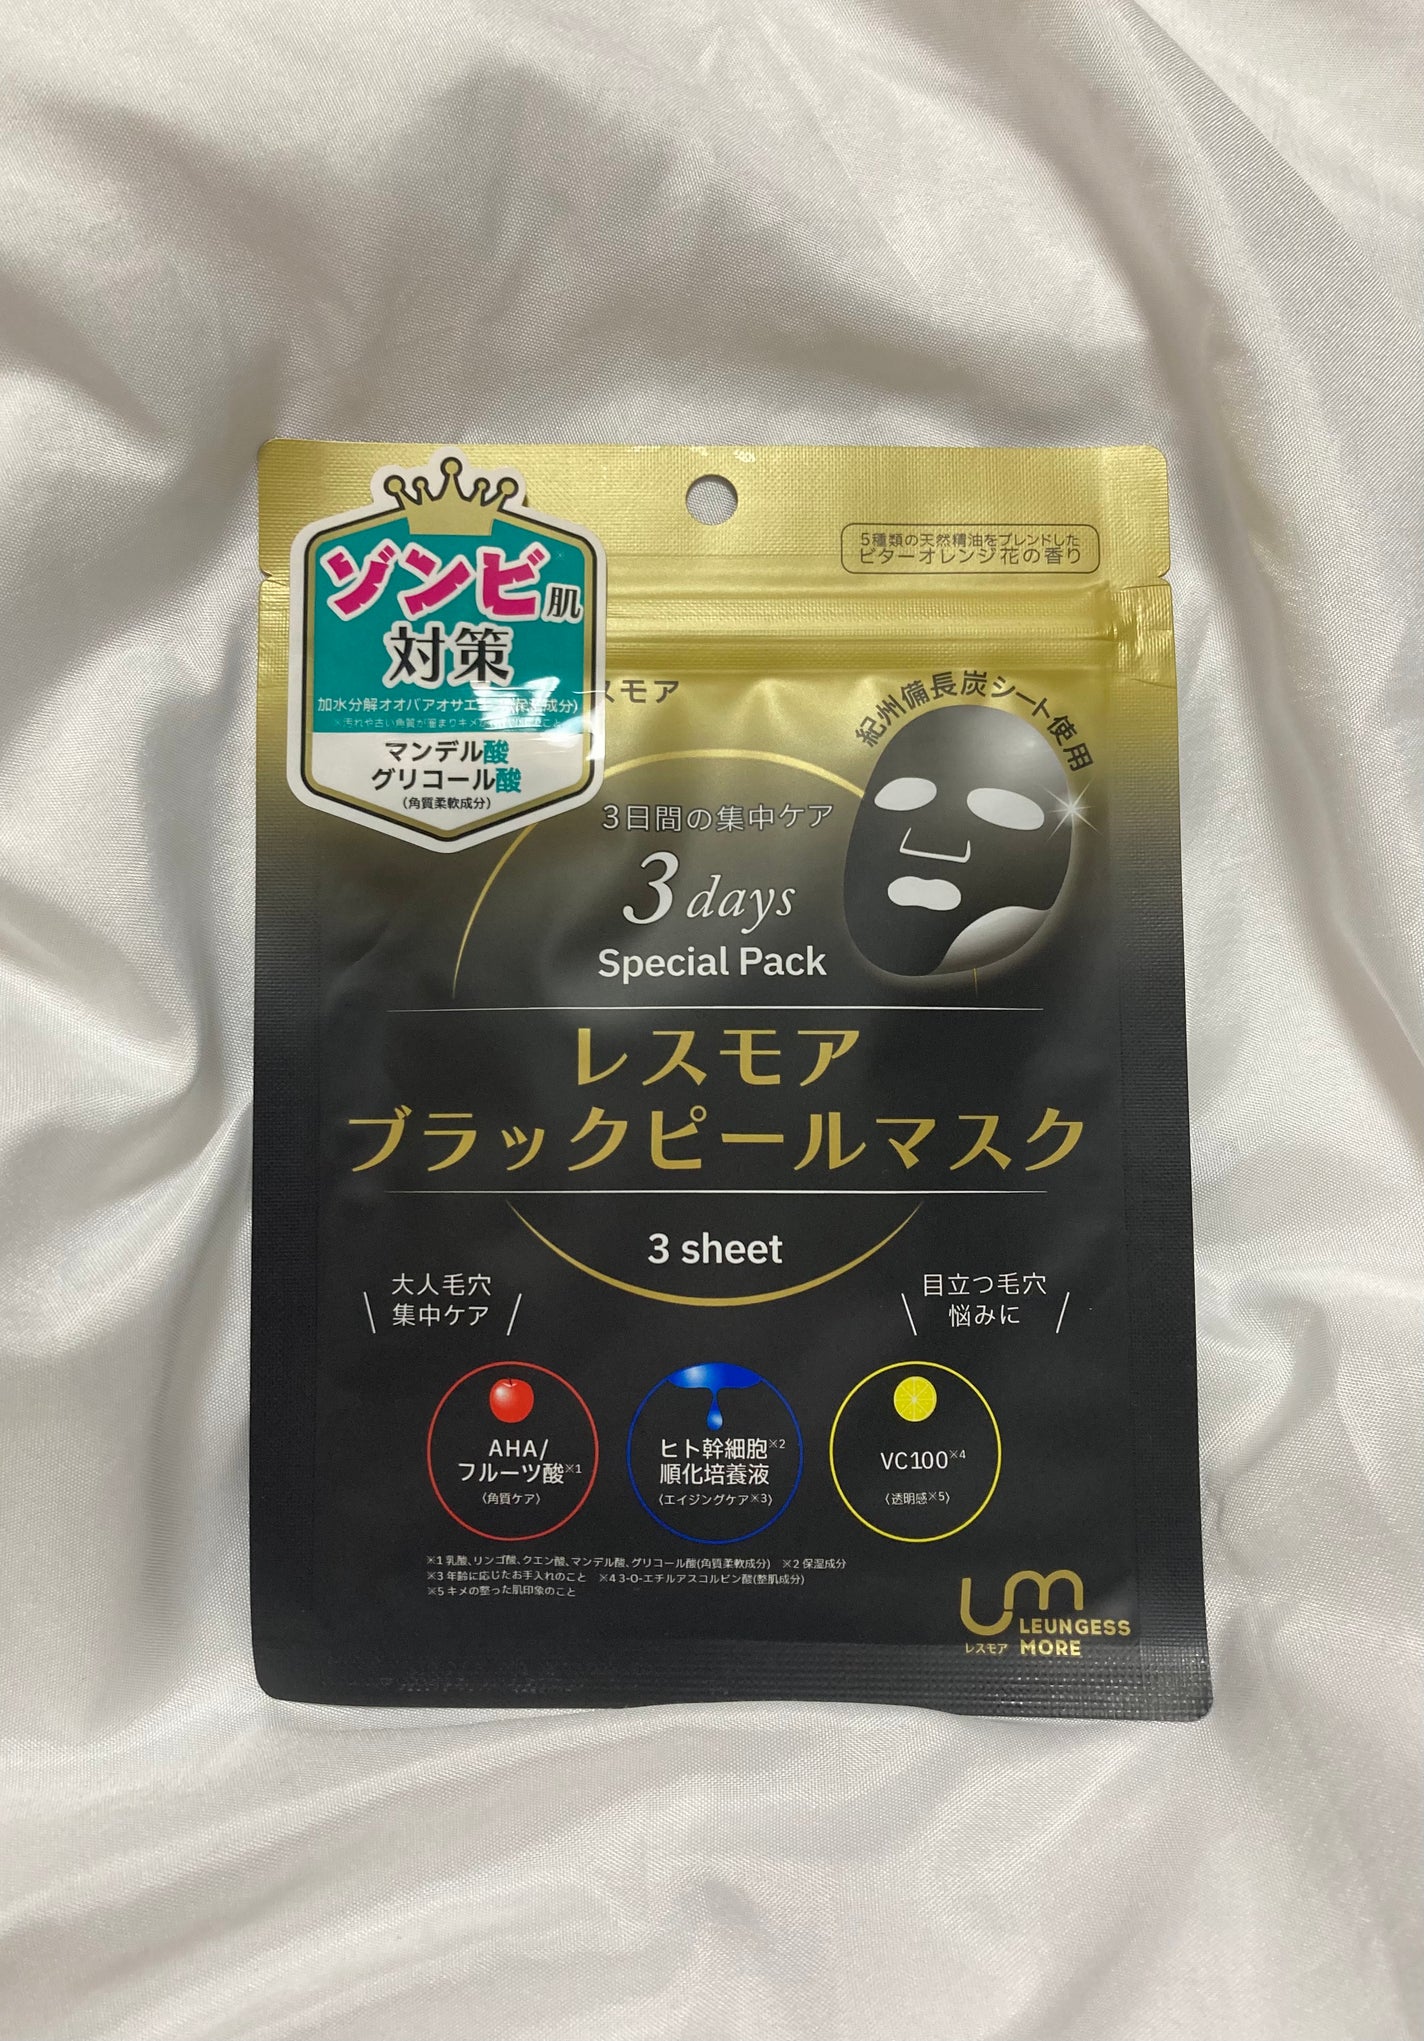 5種類の天然精油をブレンドした
ビターオレンジ花の香り
ゾンビ肌
対策
加水分解オオバアオサエ
成分)
マンデル酸
グリコール酸
(角質柔軟成分)
スモア
紀州備長炭シート使用
3日間の集中ケア
3 days
Special Pack
レスモア
ブラックピールマスク
3 sheet
大人毛穴
集中ケア
目立つ毛穴
悩みに
AHA/
フルーツ酸※1
〈角質ケア〉
ヒト幹細胞※2
順化培養液
〈エイジングケア※3〉
VC100※4
〈透明感※5〉
※1 乳酸、リンゴ酸、クエン酸、マンデル酸、グリコール酸(角質柔軟成分) ※2 保湿成分
※3 年齢に応じたお手入れのこと ※4 3-O-エチルアスコルビン酸(整肌成分)
※5 キメの整った肌印象のこと
um
LEUNGESS
レスモア MORE